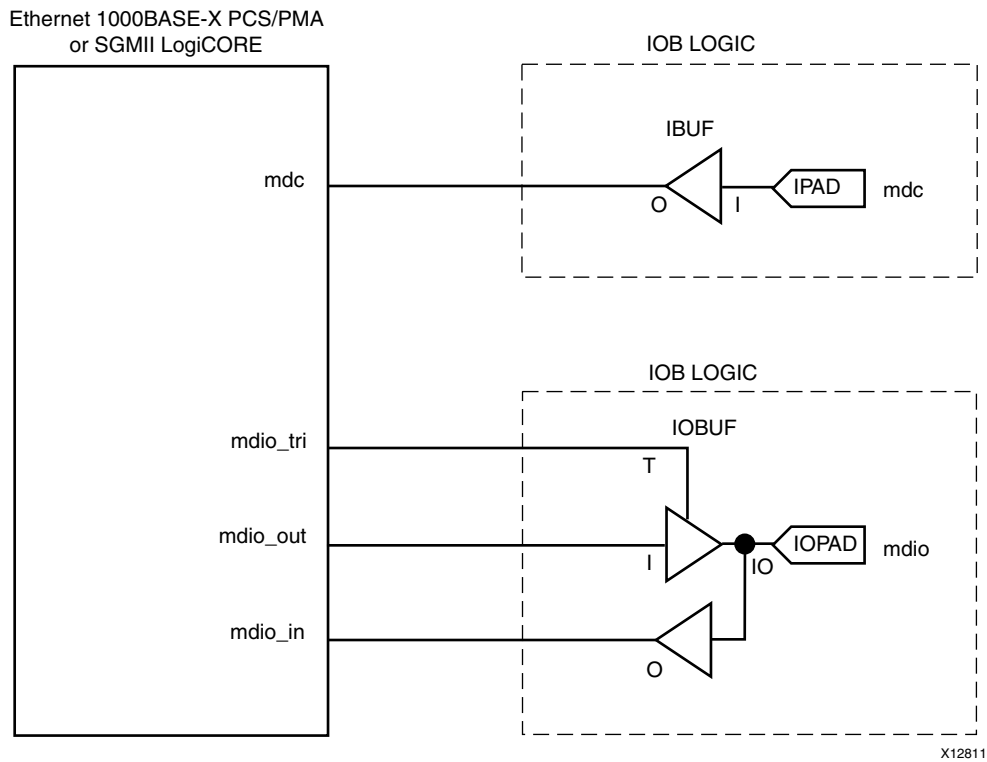 Ethernet 1000BASE-X PCS/PMA
or SGMII LogiCORE
IOB LOGIC
IBUF
mdc
O
I
IPAD
mdc
IOB LOGIC
IOBUF
mdio_tri
T
mdio_out
I
IO
IOPAD
mdio
mdio_in
O
X12811